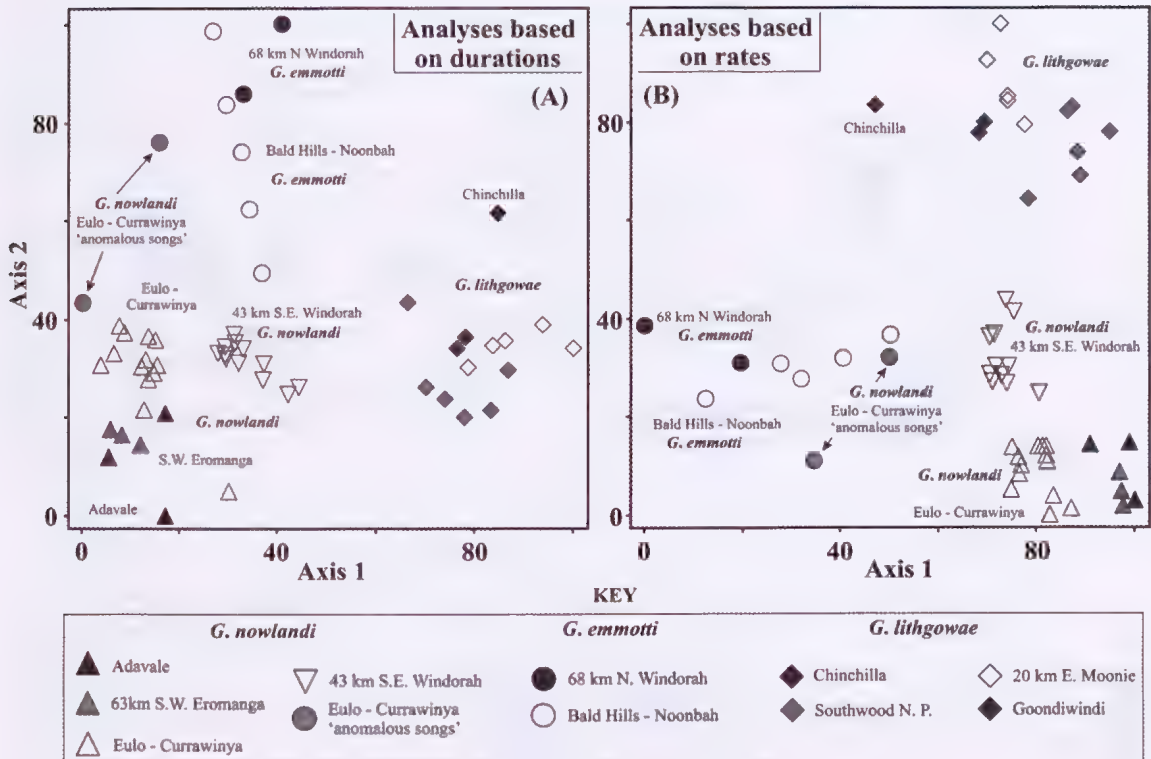 Analyses based
on durations
(A)
68 km N Windorah
G. emmotti
Bald Hills - Noonbah
G. emmotti
Chinchilla
G. nowlandi
Eulo - Currawinya
'anomalous songs'
G. lithgowae
Eulo -
Currawinya
43 km S.E. Windorah
G. nowlandi
G. nowlandi
S.W. Eromanga
Adavale
80
40
0
Axis 2
0
40
80
Axis 1
Analyses based
on rates
(B)
G. lithgowae
Chinchilla
68 km N Windorah
G. emmotti
G. nowlandi
43 km S.E. Windorah
G. nowlandi
Eulo - Currawinya
'anomalous songs'
Bald Hills - Noonbah
G. emmotti
G. nowlandi
Eulo - Currawinya
80
40
0
0
40
80
Axis 1
KEY
G. nowlandi
G. emmotti
G. lithgowae
Adavale
63km S.W. Eromanga
Eulo - Currawinya
43 km S.E. Windorah
Eulo - Currawinya
'anomalous songs'
68 km N. Windorah
Bald Hills - Noonbah
Chinchilla
Southwood N. P.
20 km E. Moonie
Goondiwindi